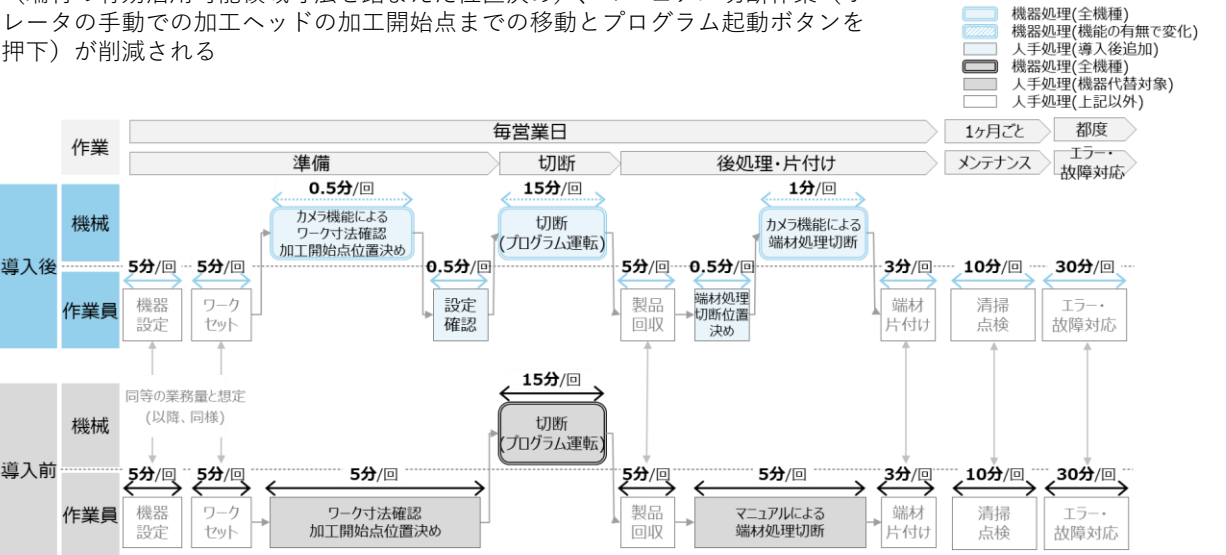 レータの手動での加工ヘッドの加工開始点までの移動とプログラム起動ボタンを
押下）が削減される
機器処理(全機種)
機器処理(機能の有無で変化)
人手処理(導入後追加)
機器処理(全機種)
人手処理(機器代替対象)
人手処理(上記以外)
作業
毎営業日
1ヶ月ごと
都度
準備
切断
後処理・片付け
メンテナンス
エラー・
故障対応
導入後
機械
0.5分/回
カメラ機能による
ワーク寸法確認
加工開始点位置決め
15分/回
切断
(プログラム運転)
1分/回
カメラ機能による
端材処理切断
作業員
5分/回
機器
設定
5分/回
ワーク
セット
0.5分/回
設定
確認
5分/回
製品
回収
0.5分/回
端材処理
切断位置
決め
3分/回
端材
片付け
10分/回
清掃
点検
30分/回
エラー・
故障対応
同等の業務量と想定
(以降、同様)
導入前
機械
15分/回
切断
(プログラム運転)
作業員
5分/回
機器
設定
5分/回
ワーク
セット
5分/回
ワーク寸法確認
加工開始点位置決め
5分/回
製品
回収
5分/回
マニュアルによる
端材処理切断
3分/回
端材
片付け
10分/回
清掃
点検
30分/回
エラー・
故障対応